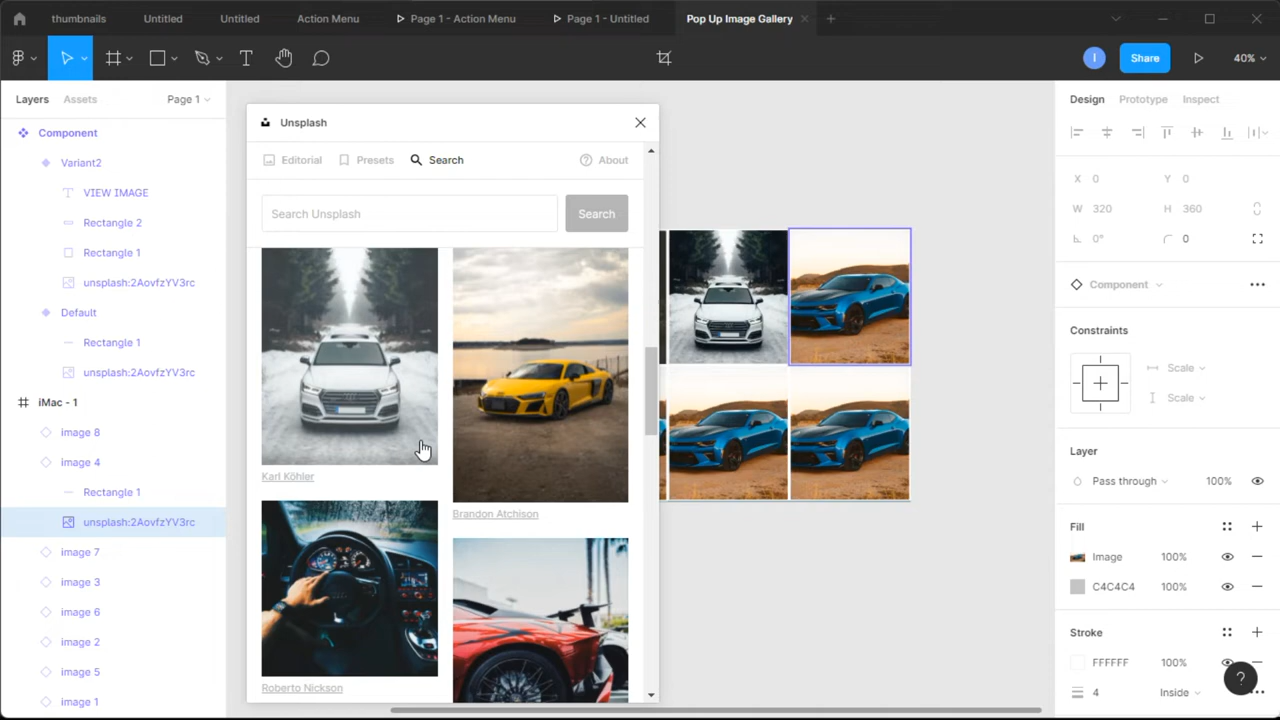 thumbnails
Untitled
Untitled
Action Menu
Page 1 - Action Menu
Page 1 - Untitled
Pop Up Image Gallery
I
Share
40%
Layers
Assets
Page 1
Component
Variant2
VIEW IMAGE
Rectangle 2
Rectangle 1
unsplash:2AovfzYV3rc
Default
Rectangle 1
unsplash:2AovfzYV3rc
iMac - 1
image 8
image 4
Rectangle 1
unsplash:2AovfzYV3rc
image 7
image 3
image 6
image 2
image 5
image 1
Unsplash
Editorial
Presets
Search
About
Search Unsplash
Search
Karl Köhler
Brandon Atchison
Roberto Nickson
Design
Prototype
Inspect
X 0
Y 0
W 320
H 360
0°
0
Component
Constraints
Scale
Scale
Layer
Pass through
100%
Fill
Image
100%
C4C4C4
100%
Stroke
FFFFFF
100%
4
Inside
?